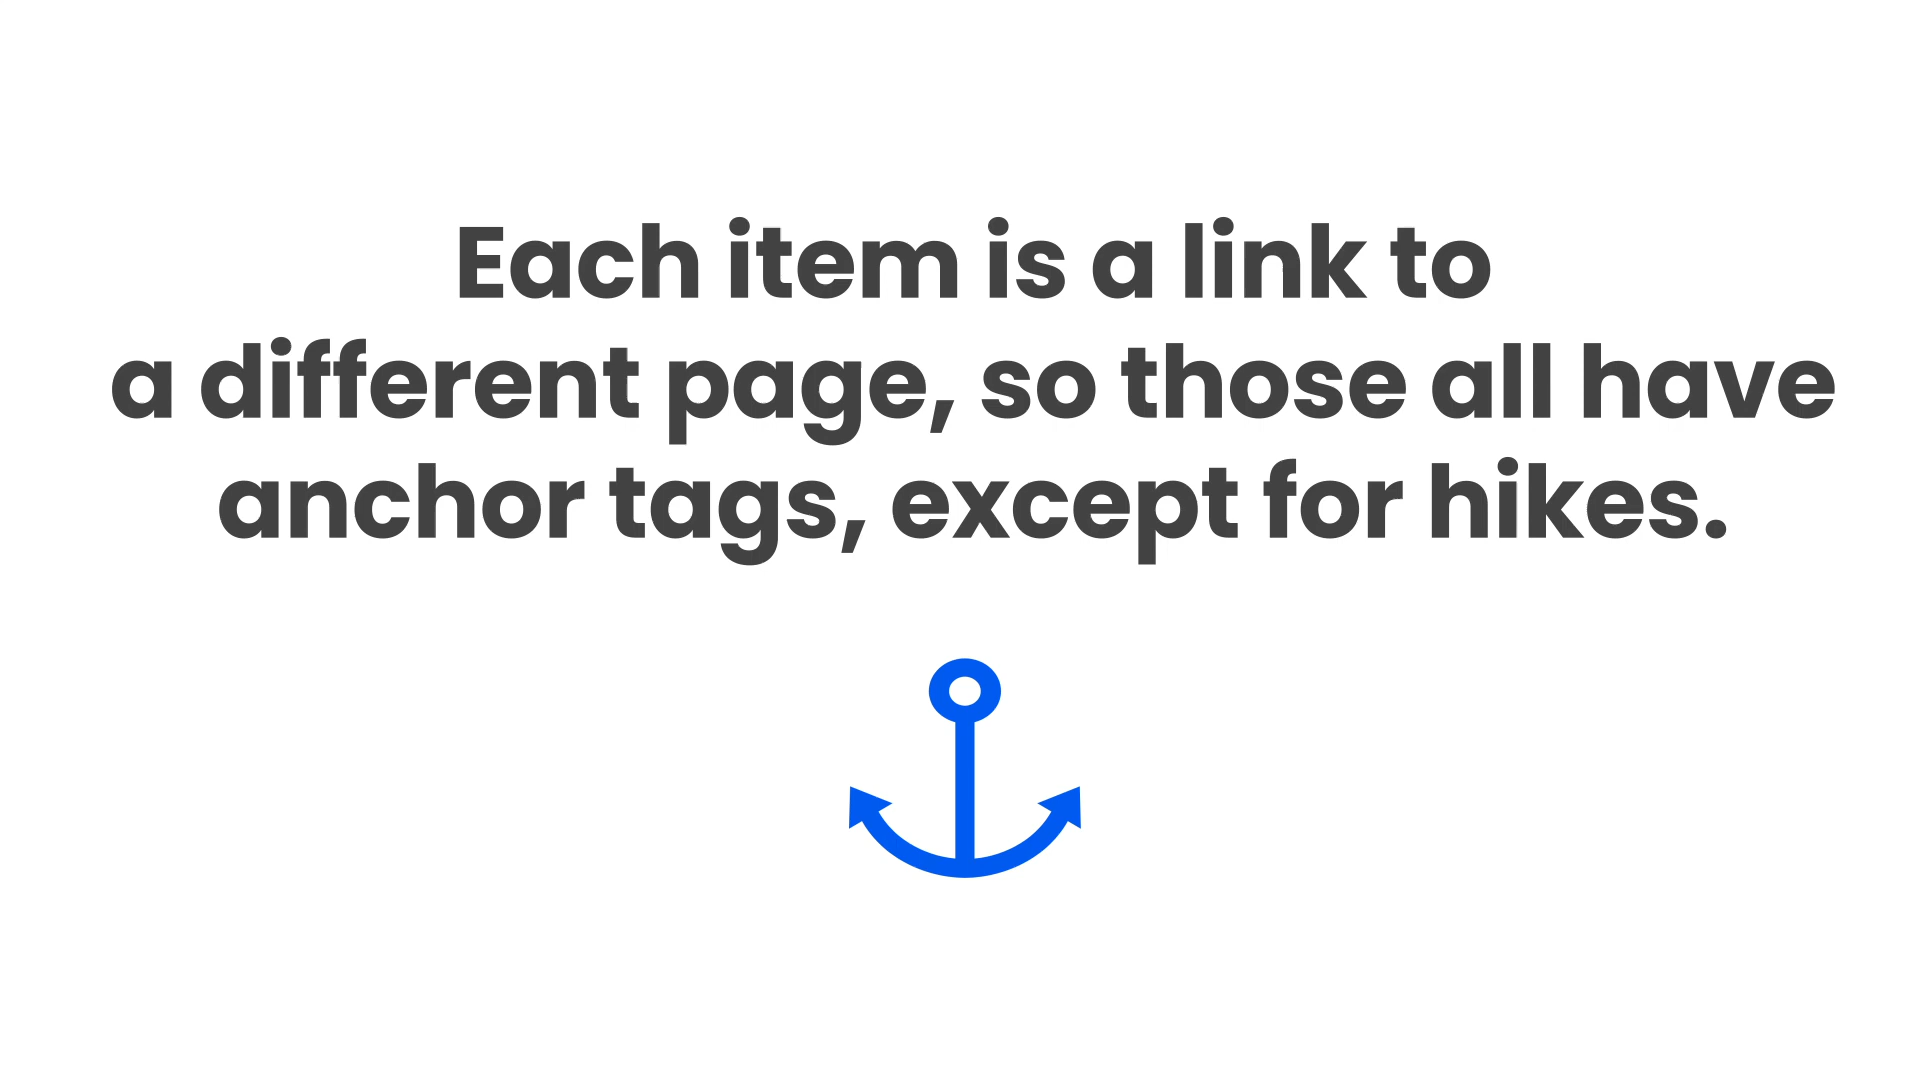 Each item is a link to
a different page, so those all have
anchor tags, except for hikes.